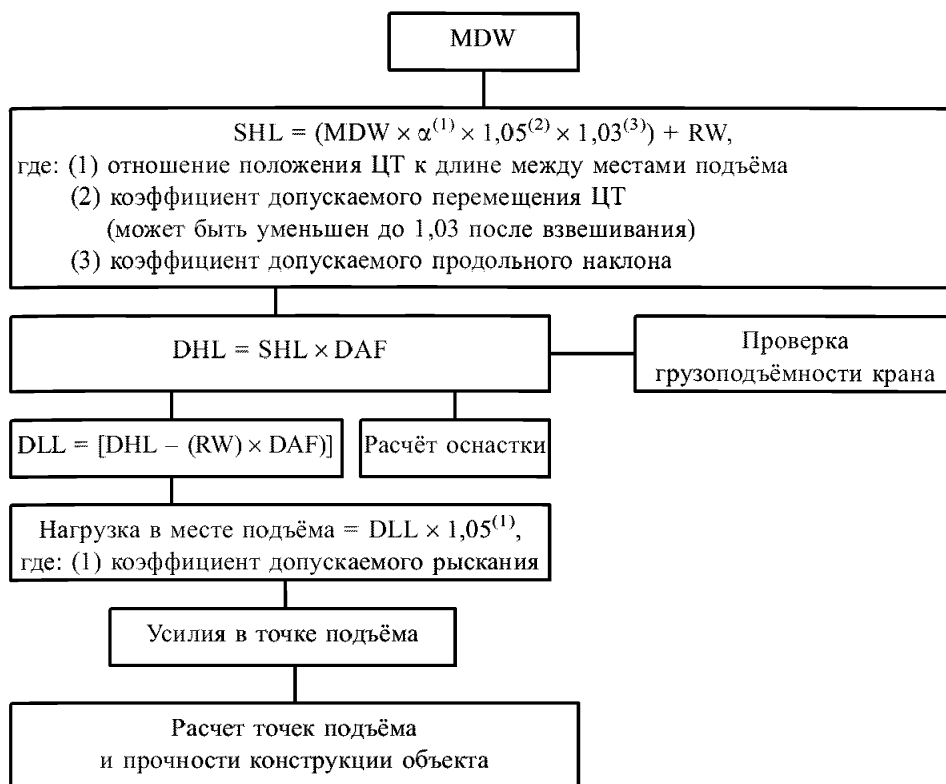 MDW
SHL = (MDW × α⁽¹⁾ × 1,05⁽²⁾ × 1,03⁽³⁾) + RW,
где: (1) отношение положения ЦТ к длине между местами подъёма
(2) коэффициент допускаемого перемещения ЦТ
(может быть уменьшен до 1,03 после взвешивания)
(3) коэффициент допускаемого продольного наклона
DHL = SHL × DAF
Проверка
грузоподъёмности крана
DLL = [DHL – (RW) × DAF)]
Расчёт оснастки
Нагрузка в месте подъёма = DLL × 1,05⁽¹⁾,
где: (1) коэффициент допускаемого рыскания
Усилия в точке подъёма
Расчет точек подъёма
и прочности конструкции объекта